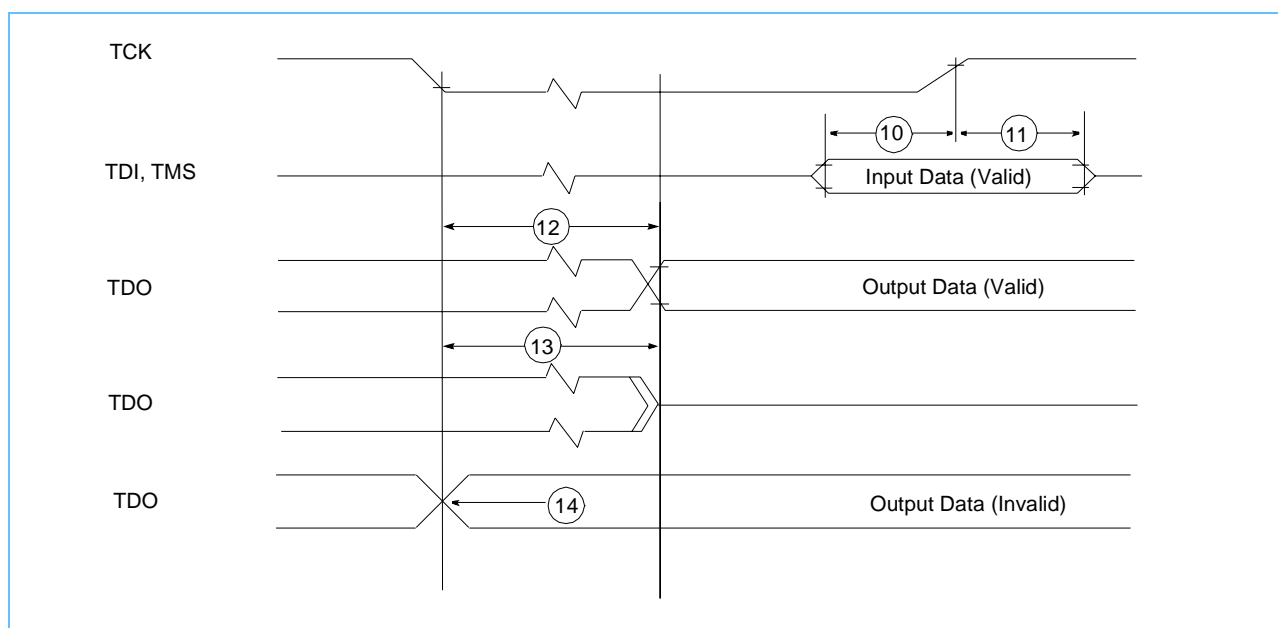 TCK
10
11
TDI, TMS
Input Data (Valid)
12
TDO
Output Data (Valid)
13
TDO
TDO
14
Output Data (Invalid)